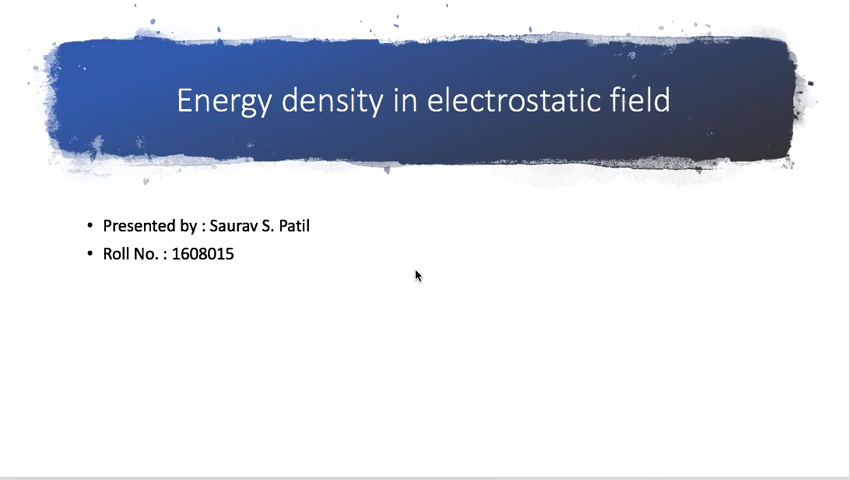 Energy density in electrostatic field
• Presented by : Saurav S. Patil
• Roll No. : 1608015